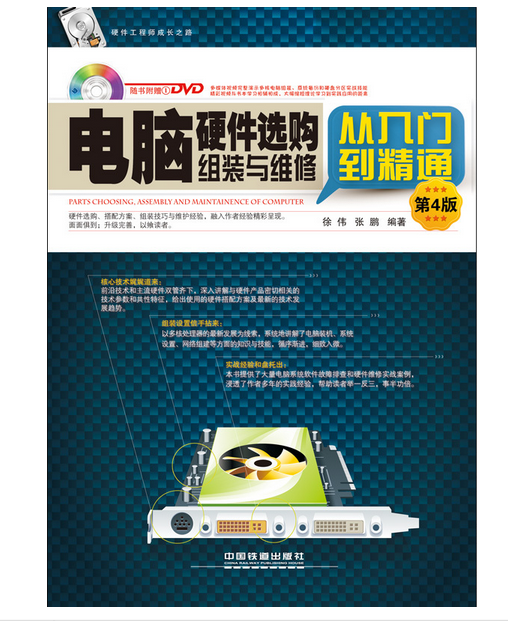 硬件工程师成长之路
随书附赠①DVD
电脑硬件选购
组装与维修
从入门
到精通
第4版
PARTS CHOOSING, ASSEMBLY AND MAINTAINENCE OF COMPUTER
硬件选购、搭配方案、组装技巧与维护经验，融入作者经验精彩呈现。
面面俱到；升级完善，以飨读者。
徐 伟 张 鹏 编著
核心技术娓娓道来：
前沿技术和主流硬件双管齐下，深入讲解与硬件产品密切相关的
技术参数和共性特征，给出使用的硬件搭配方案及最新的技术发
展趋势。
组装设置信手拈来：
以多核处理器的最新发展为线索，系统地讲解了电脑装机、系统
设置、网络组建等方面的知识与技能，循序渐进，细致入微。
实战经验和盘托出：
本书提供了大量电脑系统软件故障排查和硬件维修实战案例，
浸透了作者多年的实践经验，帮助读者举一反三，事半功倍。
中国铁道出版社
CHINA RAILWAY PUBLISHING HOUSE